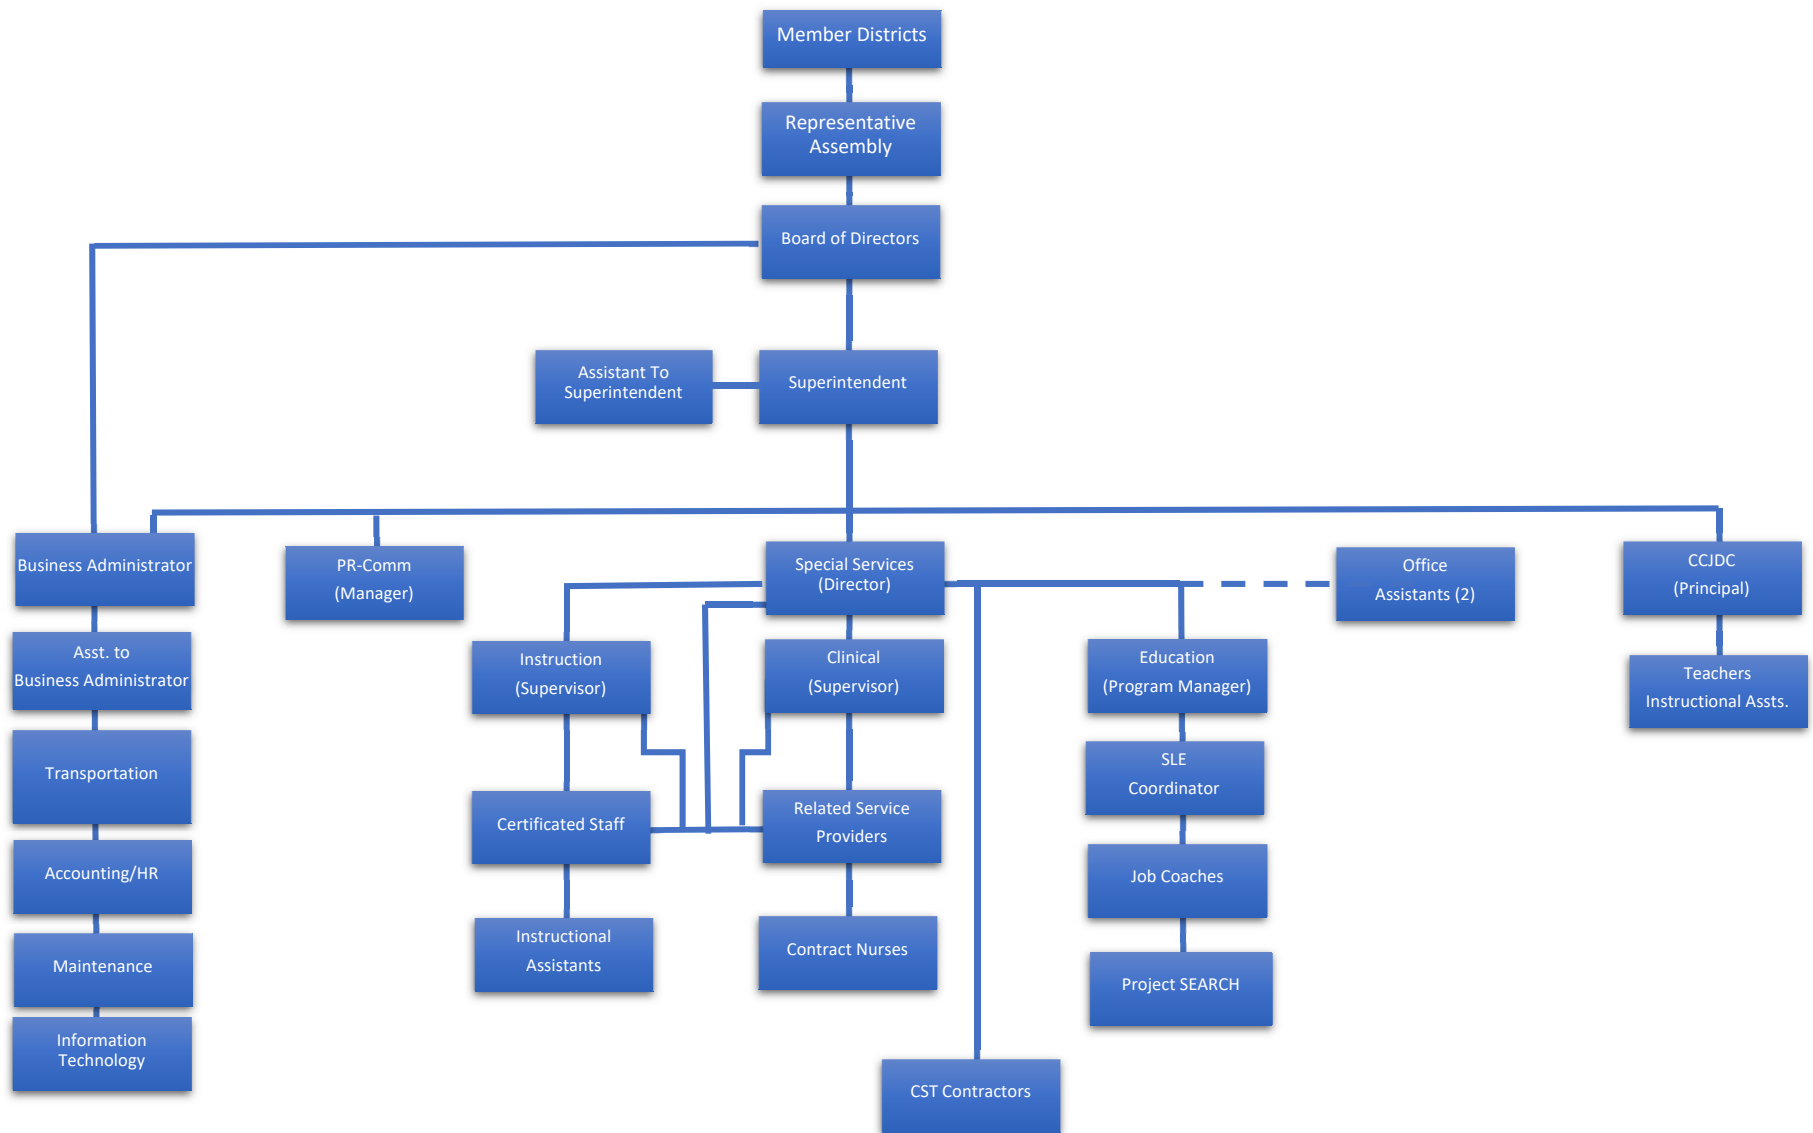 Member Districts
Representative
Assembly
Board of Directors
Assistant To
Superintendent
Superintendent
Business Administrator
PR-Comm
(Manager)
Special Services
(Director)
Office
Assistants (2)
CCJDC
(Principal)
Asst. to
Business Administrator
Instruction
(Supervisor)
Clinical
(Supervisor)
Education
(Program Manager)
Teachers
Instructional Assts.
Transportation
SLE
Coordinator
Certificated Staff
Related Service
Providers
Accounting/HR
Job Coaches
Instructional
Assistants
Contract Nurses
Maintenance
Project SEARCH
Information
Technology
CST Contractors